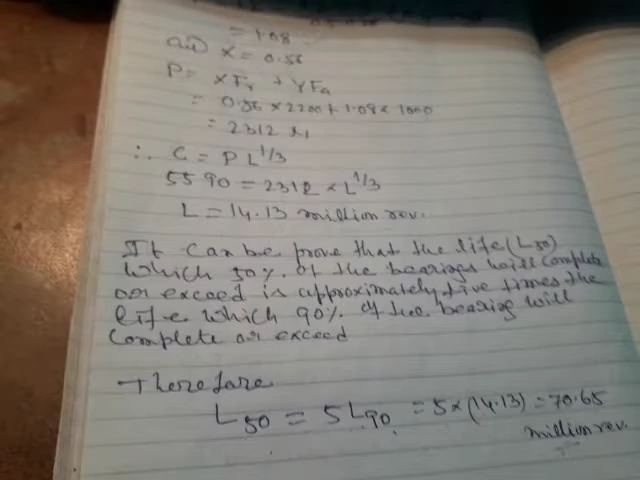 = 1.08
and X = 0.56
P = XFr + YFa
= 0.56 × 2200 + 1.08 × 1000
= 2312 N
∴ C = P L^1/3
5590 = 2312 × L^1/3
L = 14.13 million rev.
It can be prove that the life (L50)
which 50% of the bearings will complete
or exceed is approximately five times the
life which 90% of the bearing will
complete or exceed
Therefore
L50 = 5L90 = 5 × (14.13) = 70.65
million rev.